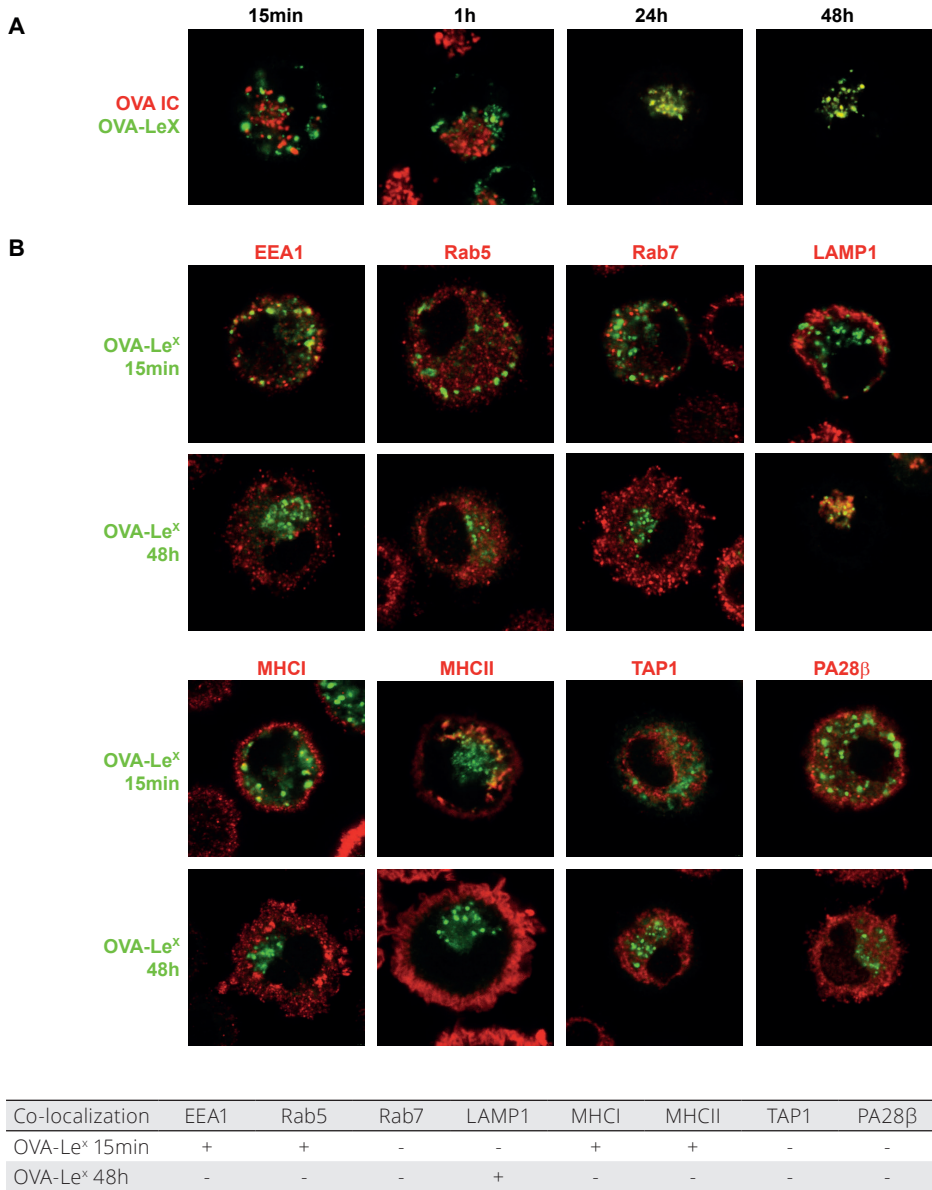 A
15min 1h 24h 48h
OVA IC
OVA-LeX
B
EEA1 Rab5 Rab7 LAMP1
OVA-Leˣ
15min
OVA-Leˣ
48h
MHCI MHCII TAP1 PA28β
OVA-Leˣ
15min
OVA-Leˣ
48h
Co-localization EEA1 Rab5 Rab7 LAMP1 MHCI MHCII TAP1 PA28β
OVA-Leˣ 15min + + - - + + - -
OVA-Leˣ 48h - - - + - - - -